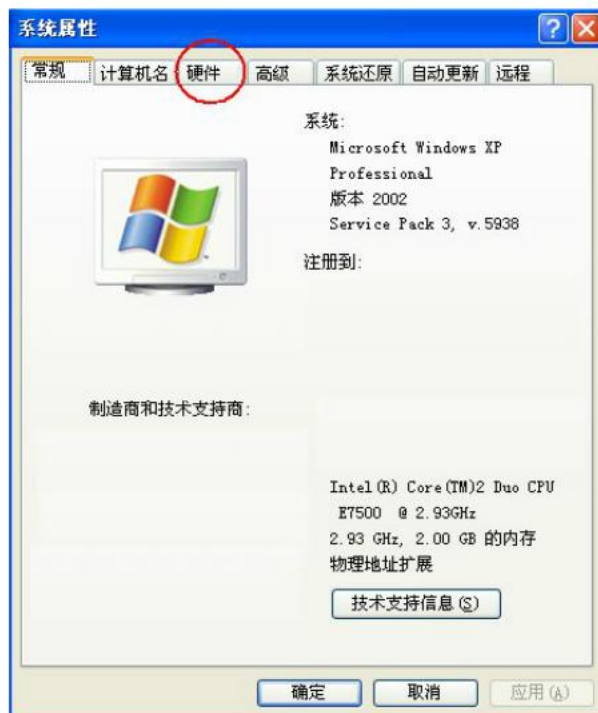 系统属性
常规 计算机名 硬件 高级 系统还原 自动更新 远程
系统:
Microsoft Windows XP
Professional
版本 2002
Service Pack 3, v.5938
注册到:
制造商和技术支持商:
Intel(R) Core(TM)2 Duo CPU
E7500 @ 2.93GHz
2.93 GHz, 2.00 GB 的内存
物理地址扩展
技术支持信息(S)
确定 取消 应用(A)